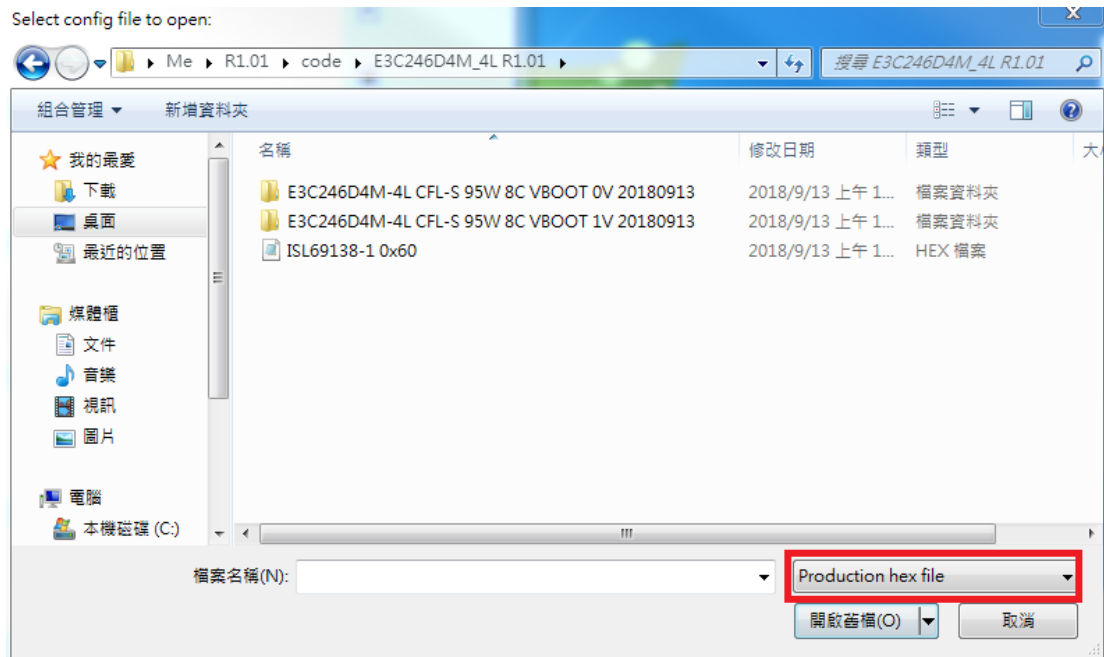 Select config file to open:
Me ▸ R1.01 ▸ code ▸ E3C246D4M_4L R1.01 ▸
搜尋 E3C246D4M_4L R1.01
組合管理 ▼ 新增資料夾
我的最愛
下載
桌面
最近的位置
媒體櫃
文件
音樂
視訊
圖片
電腦
本機磁碟 (C:)
名稱 修改日期 類型
E3C246D4M-4L CFL-S 95W 8C VBOOT 0V 20180913 2018/9/13 上午 1... 檔案資料夾
E3C246D4M-4L CFL-S 95W 8C VBOOT 1V 20180913 2018/9/13 上午 1... 檔案資料夾
ISL69138-1 0x60 2018/9/13 上午 1... HEX 檔案
檔案名稱(N):
Production hex file
開啟舊檔(O)
取消